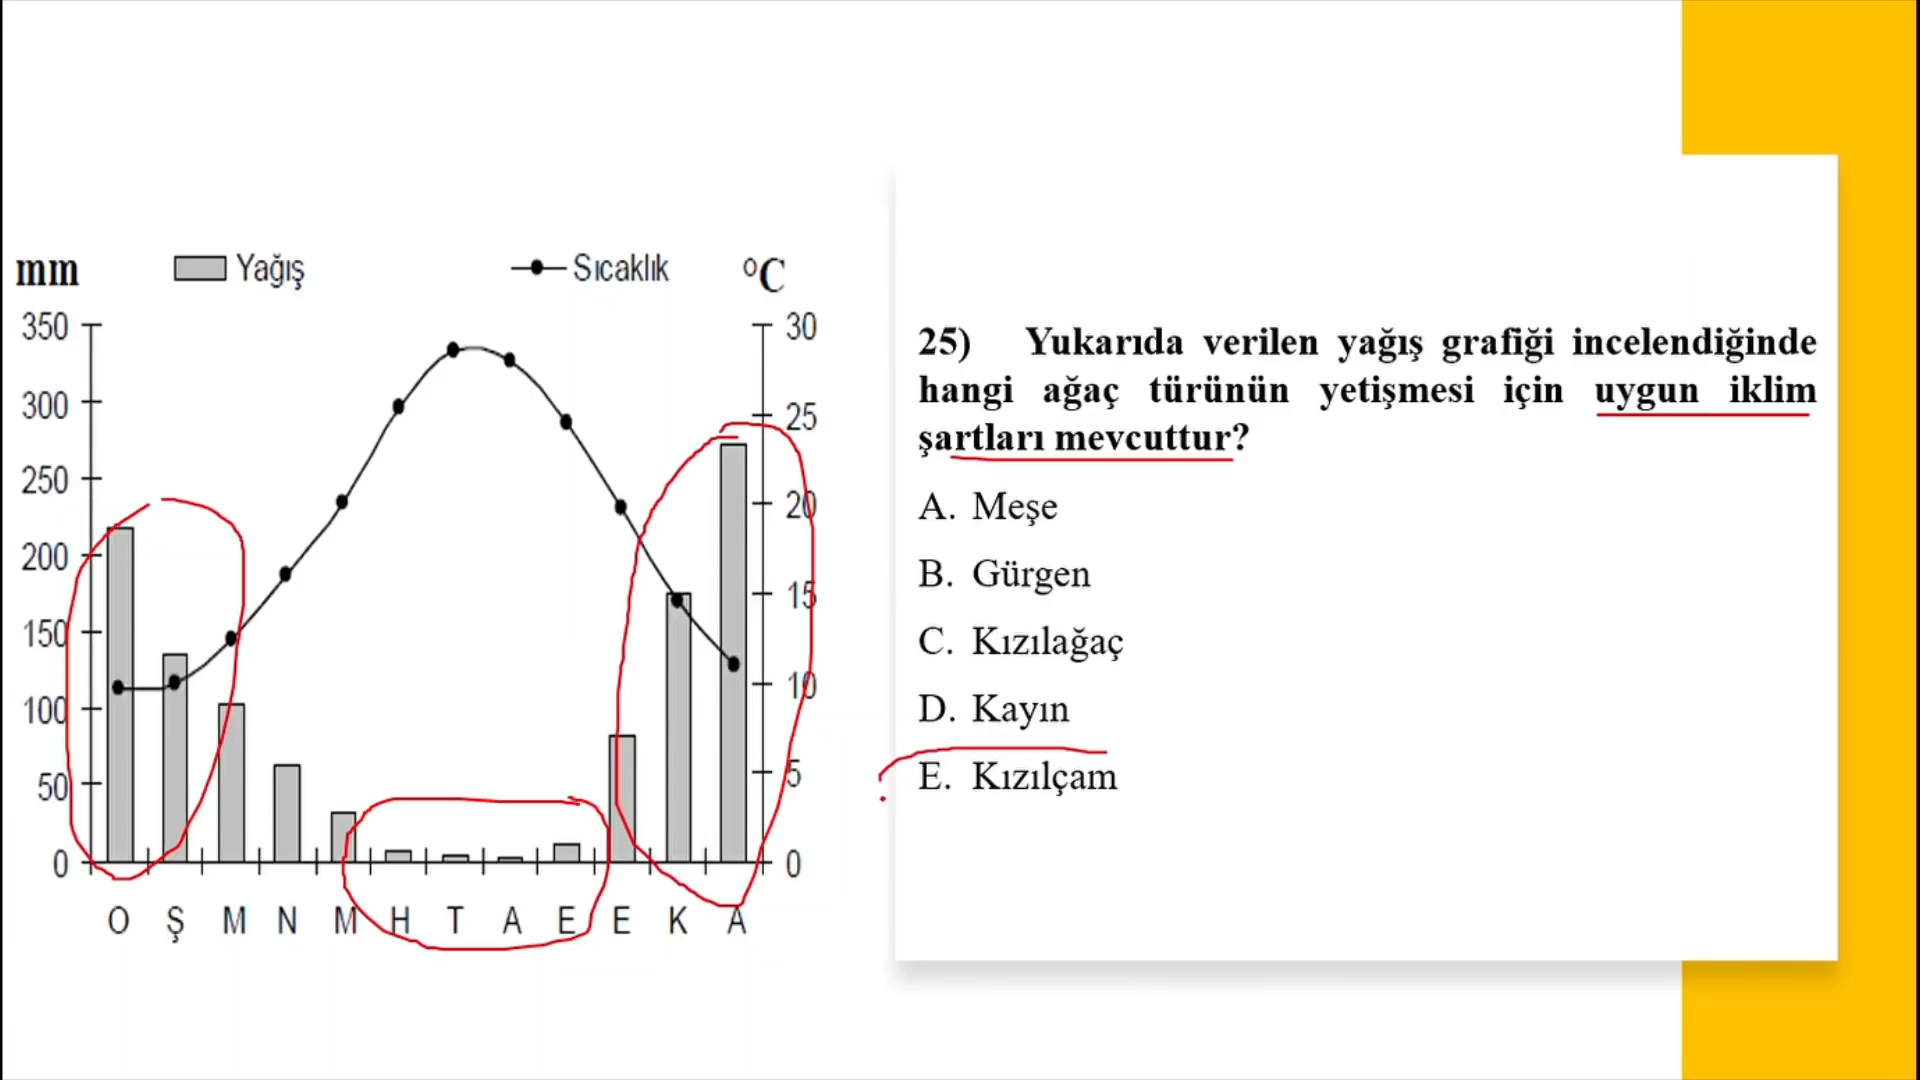 mm Yağış Sıcaklık °C
350 30
300 25
250 20
200 15
150 10
100 5
50 0
0
O Ş M N M H T A E E K A
25) Yukarıda verilen yağış grafiği incelendiğinde
hangi ağaç türünün yetişmesi için uygun iklim
şartları mevcuttur?
A. Meşe
B. Gürgen
C. Kızılağaç
D. Kayın
E. Kızılçam